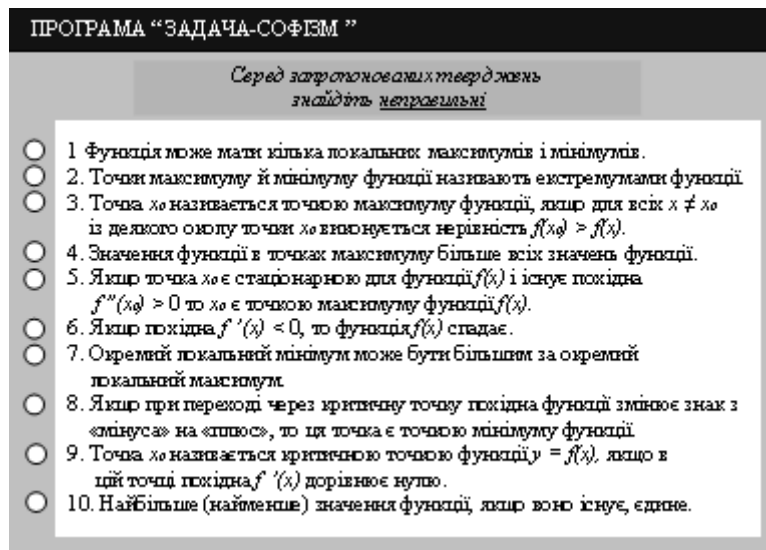 ПРОГРАМА “ЗАДАЧА-СОФІЗМ ”
Серед запропонованих тверджень
знайдіть неправильні
1 Функція може мати кілька локальних максимумів і мінімумів.
2. Точки максимуму й мінімуму функції називають екстремумами функції.
3. Точка x₀ називається точкою максимуму функції, якщо для всіх x ≠ x₀
із деякого околу точки x₀ виконується нерівність f(x₀) > f(x).
4. Значення функції в точках максимуму більше всіх значень функції.
5. Якщо точка x₀ є стаціонарною для функції f(x) і існує похідна
f ″(x₀) > 0 то x₀ є точкою максимуму функції f(x).
6. Якщо похідна f ′(x) < 0, то функція f(x) спадає.
7. Окремий локальний мінімум може бути більшим за окремий
локальний максимум.
8. Якщо при переході через критичну точку похідна функції змінює знак з
«мінуса» на «плюс», то ця точка є точкою мінімуму функції.
9. Точка x₀ називається критичною точкою функції y = f(x), якщо в
цій точці похідна f ′(x) дорівнює нулю.
10. Найбільше (найменше) значення функції, якщо воно існує, єдине.